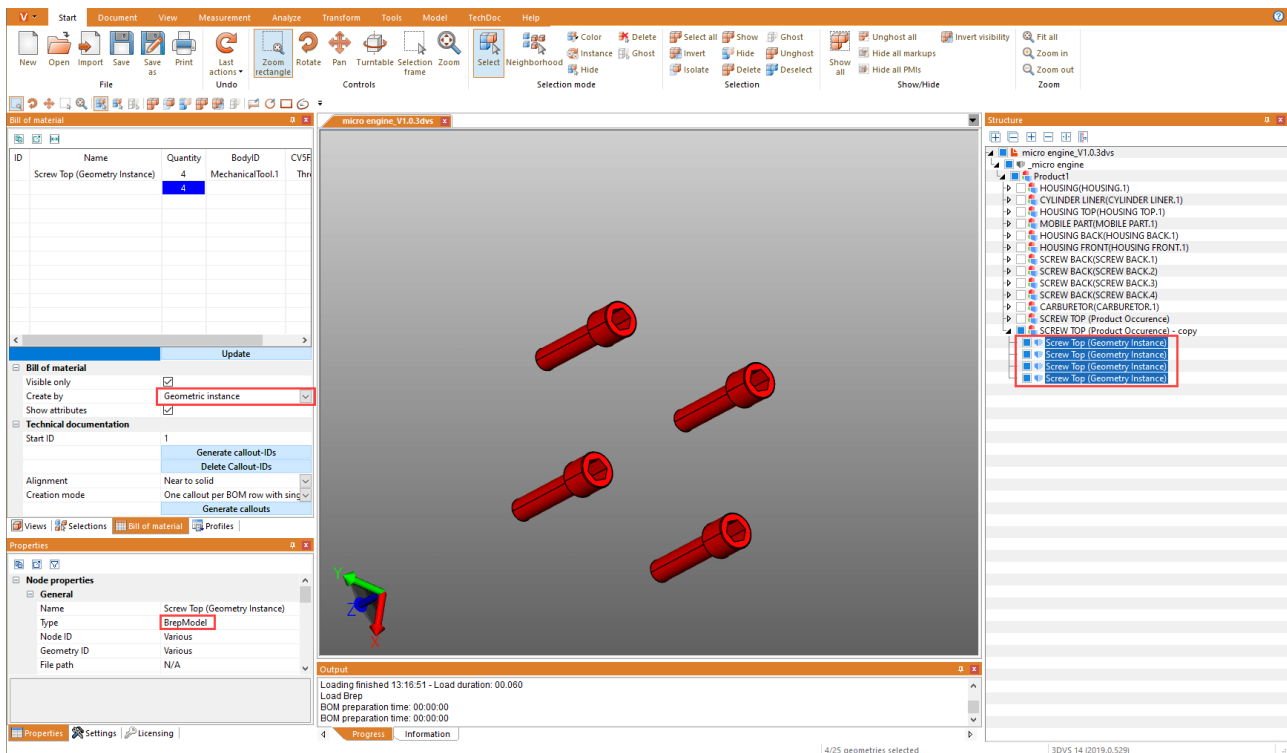 V Start Document View Measurement Analyze Transform Tools Model TechDoc Help
New Open Import Save Save as Print
File
Last actions
Undo
Zoom rectangle Rotate Pan Turntable Selection frame Zoom
Controls
Select Neighborhood Color Delete
Instance Ghost
Hide
Selection mode
Select all Show Ghost
Invert Hide Unghost
Isolate Delete Deselect
Selection
Show all Unghost all Invert visibility
Hide all markups
Hide all PMIs
Show/Hide
Fit all
Zoom in
Zoom out
Zoom
Bill of material
ID Name Quantity BodyID CV5F
Screw Top (Geometry Instance) 4 MechanicalTool.1 Thr
4
Update
Bill of material
Visible only
Create by Geometric instance
Show attributes
Technical documentation
Start ID 1
Generate callout-IDs
Delete Callout-IDs
Alignment Near to solid
Creation mode One callout per BOM row with sing
Generate callouts
Views Selections Bill of material Profiles
Properties
Node properties
General
Name Screw Top (Geometry Instance)
Type BrepModel
Node ID Various
Geometry ID Various
File path N/A
Properties Settings Licensing
micro engine_V1.0.3dvs
Y
Z
X
Output
Loading finished 13:16:51 - Load duration: 00.060
Load Brep
BOM preparation time: 00:00:00
BOM preparation time: 00:00:00
Progress Information
Structure
micro engine_V1.0.3dvs
_micro engine
Product1
HOUSING(HOUSING.1)
CYLINDER LINER(CYLINDER LINER.1)
HOUSING TOP(HOUSING TOP.1)
MOBILE PART(MOBILE PART.1)
HOUSING BACK(HOUSING BACK.1)
HOUSING FRONT(HOUSING FRONT.1)
SCREW BACK(SCREW BACK.1)
SCREW BACK(SCREW BACK.2)
SCREW BACK(SCREW BACK.3)
SCREW BACK(SCREW BACK.4)
CARBURETOR(CARBURETOR.1)
SCREW TOP (Product Occurence)
SCREW TOP (Product Occurence) - copy
Screw Top (Geometry Instance)
Screw Top (Geometry Instance)
Screw Top (Geometry Instance)
Screw Top (Geometry Instance)
4/25 geometries selected 3DVS 14 (2019.0.529)